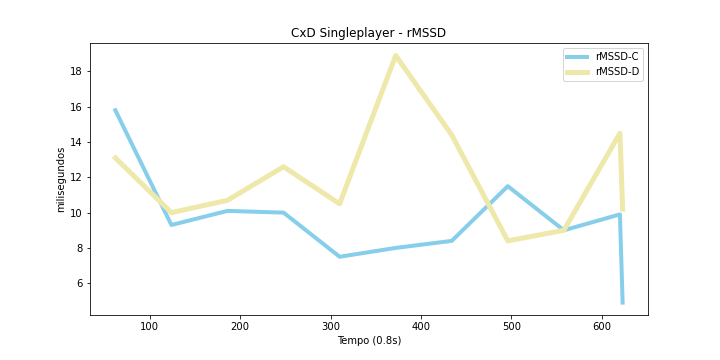 CxD Singleplayer - rMSSD
rMSSD-C
rMSSD-D
milisegundos
18
16
14
12
10
8
6
100 200 300 400 500 600
Tempo (0.8s)